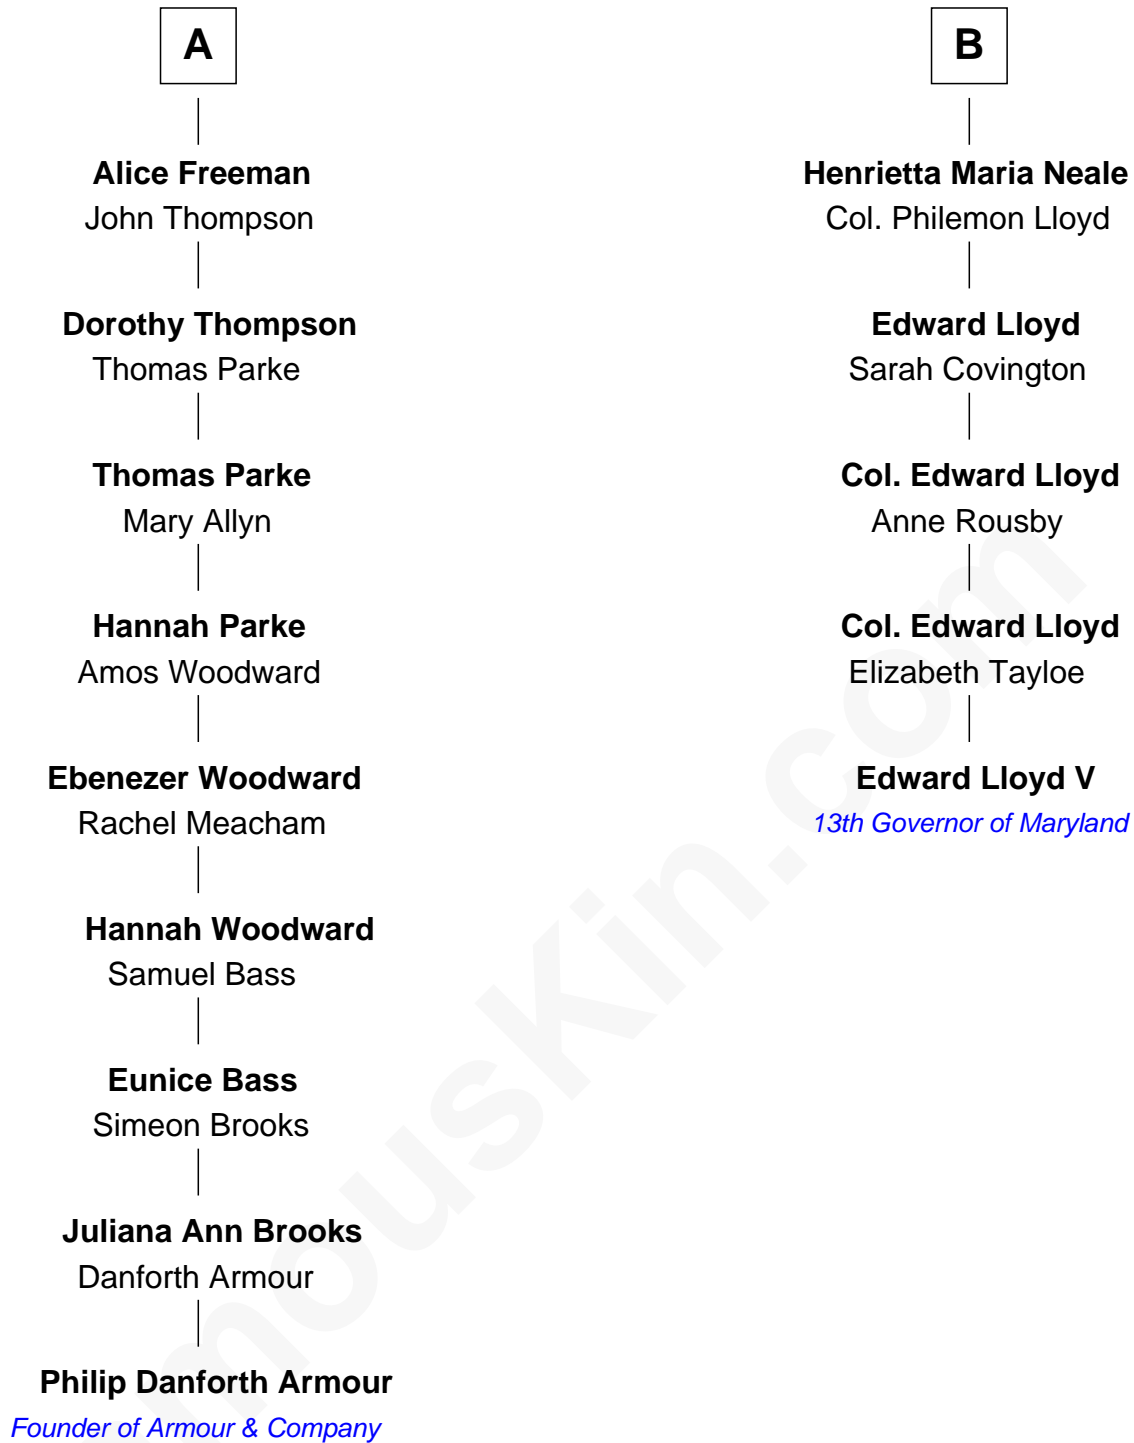 A
Alice Freeman
John Thompson
Dorothy Thompson
Thomas Parke
Thomas Parke
Mary Allyn
Hannah Parke
Amos Woodward
Ebenezer Woodward
Rachel Meacham
Hannah Woodward
Samuel Bass
Eunice Bass
Simeon Brooks
Juliana Ann Brooks
Danforth Armour
Philip Danforth Armour
Founder of Armour & Company
B
Henrietta Maria Neale
Col. Philemon Lloyd
Edward Lloyd
Sarah Covington
Col. Edward Lloyd
Anne Rousby
Col. Edward Lloyd
Elizabeth Tayloe
Edward Lloyd V
13th Governor of Maryland
mousKin.com